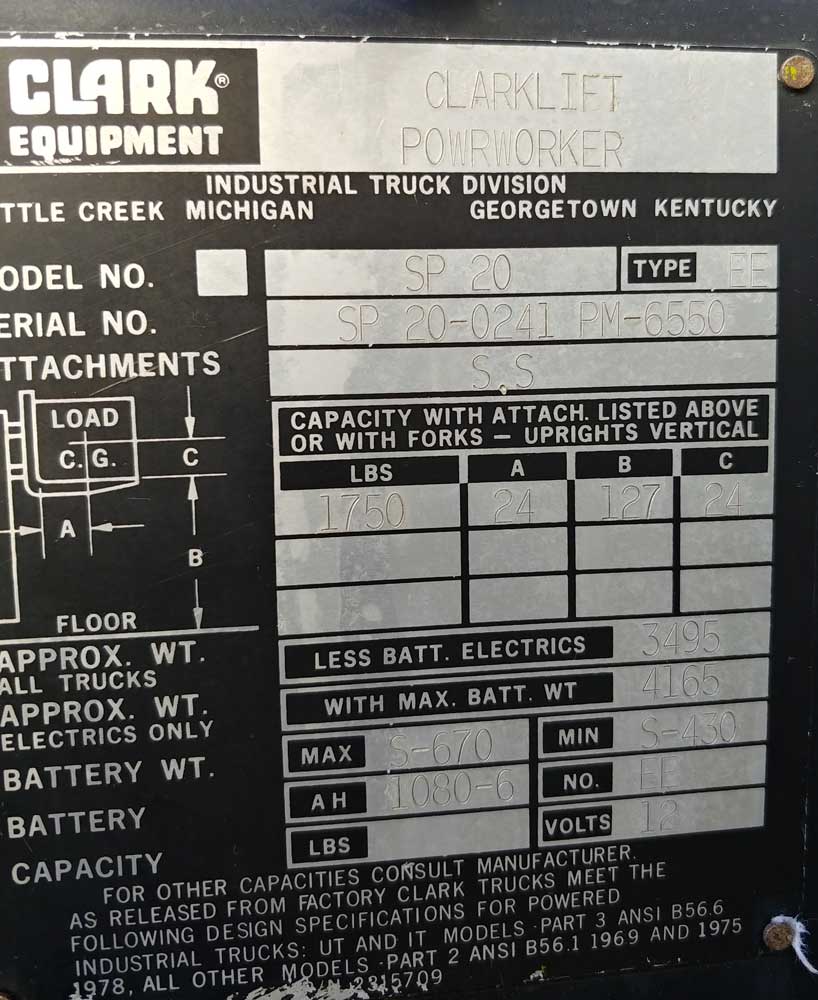 CLARK®
EQUIPMENT
CLARKLIFT
POWRWORKER
INDUSTRIAL TRUCK DIVISION
TTLE CREEK MICHIGAN GEORGETOWN KENTUCKY
ODEL NO. SP 20 TYPE EE
ERIAL NO. SP 20-0241 PM-6550
TTACHMENTS S.S
LOAD
C.G.
C
A
B
FLOOR
CAPACITY WITH ATTACH. LISTED ABOVE
OR WITH FORKS — UPRIGHTS VERTICAL
LBS A B C
1750 24 127 24
APPROX. WT. LESS BATT. ELECTRICS 3495
ALL TRUCKS
APPROX. WT. WITH MAX. BATT. WT 4165
ELECTRICS ONLY
BATTERY WT. MAX S-670 MIN S-430
BATTERY AH 1080-6 NO. EE
CAPACITY LBS VOLTS 12
FOR OTHER CAPACITIES CONSULT MANUFACTURER.
AS RELEASED FROM FACTORY CLARK TRUCKS MEET THE
FOLLOWING DESIGN SPECIFICATIONS FOR POWERED
INDUSTRIAL TRUCKS: UT AND IT MODELS -PART 3 ANSI B56.6
1978, ALL OTHER MODELS -PART 2 ANSI B56.1 1969 AND 1975
2315709